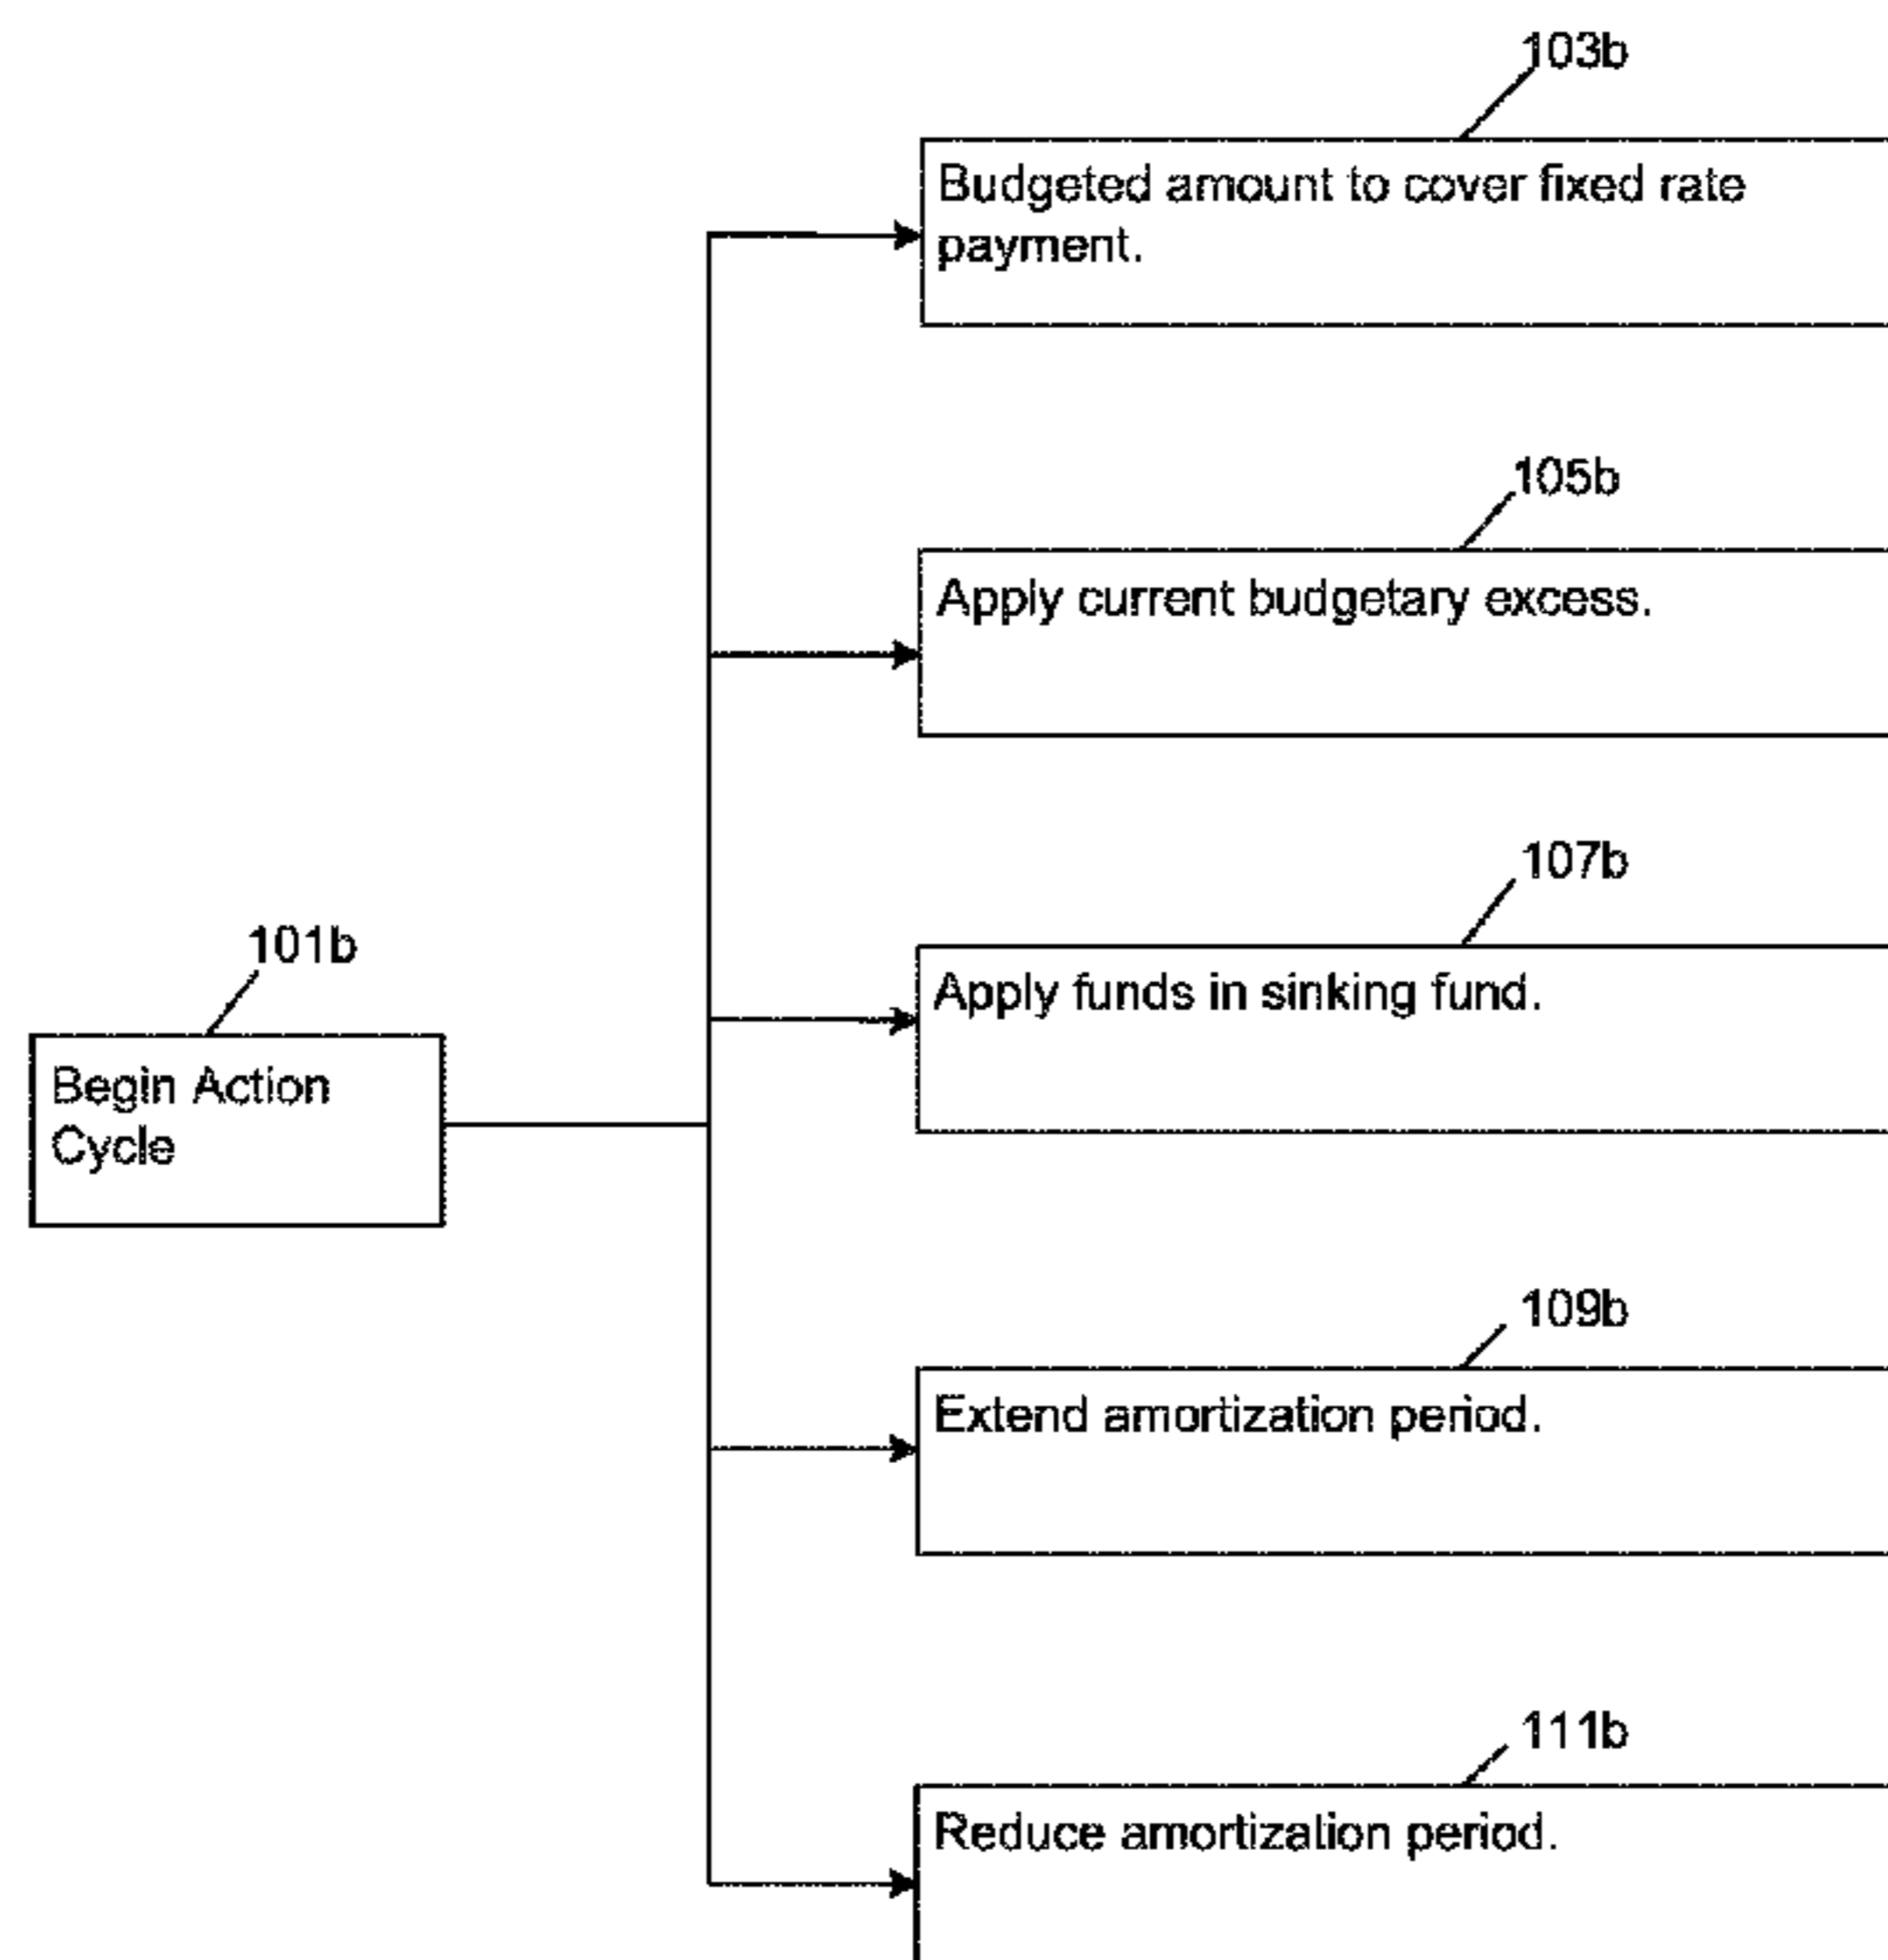 103b
Budgeted amount to cover fixed rate
payment.
105b
Apply current budgetary excess.
107b
Apply funds in sinking fund.
101b
Begin Action
Cycle
109b
Extend amortization period.
111b
Reduce amortization period.